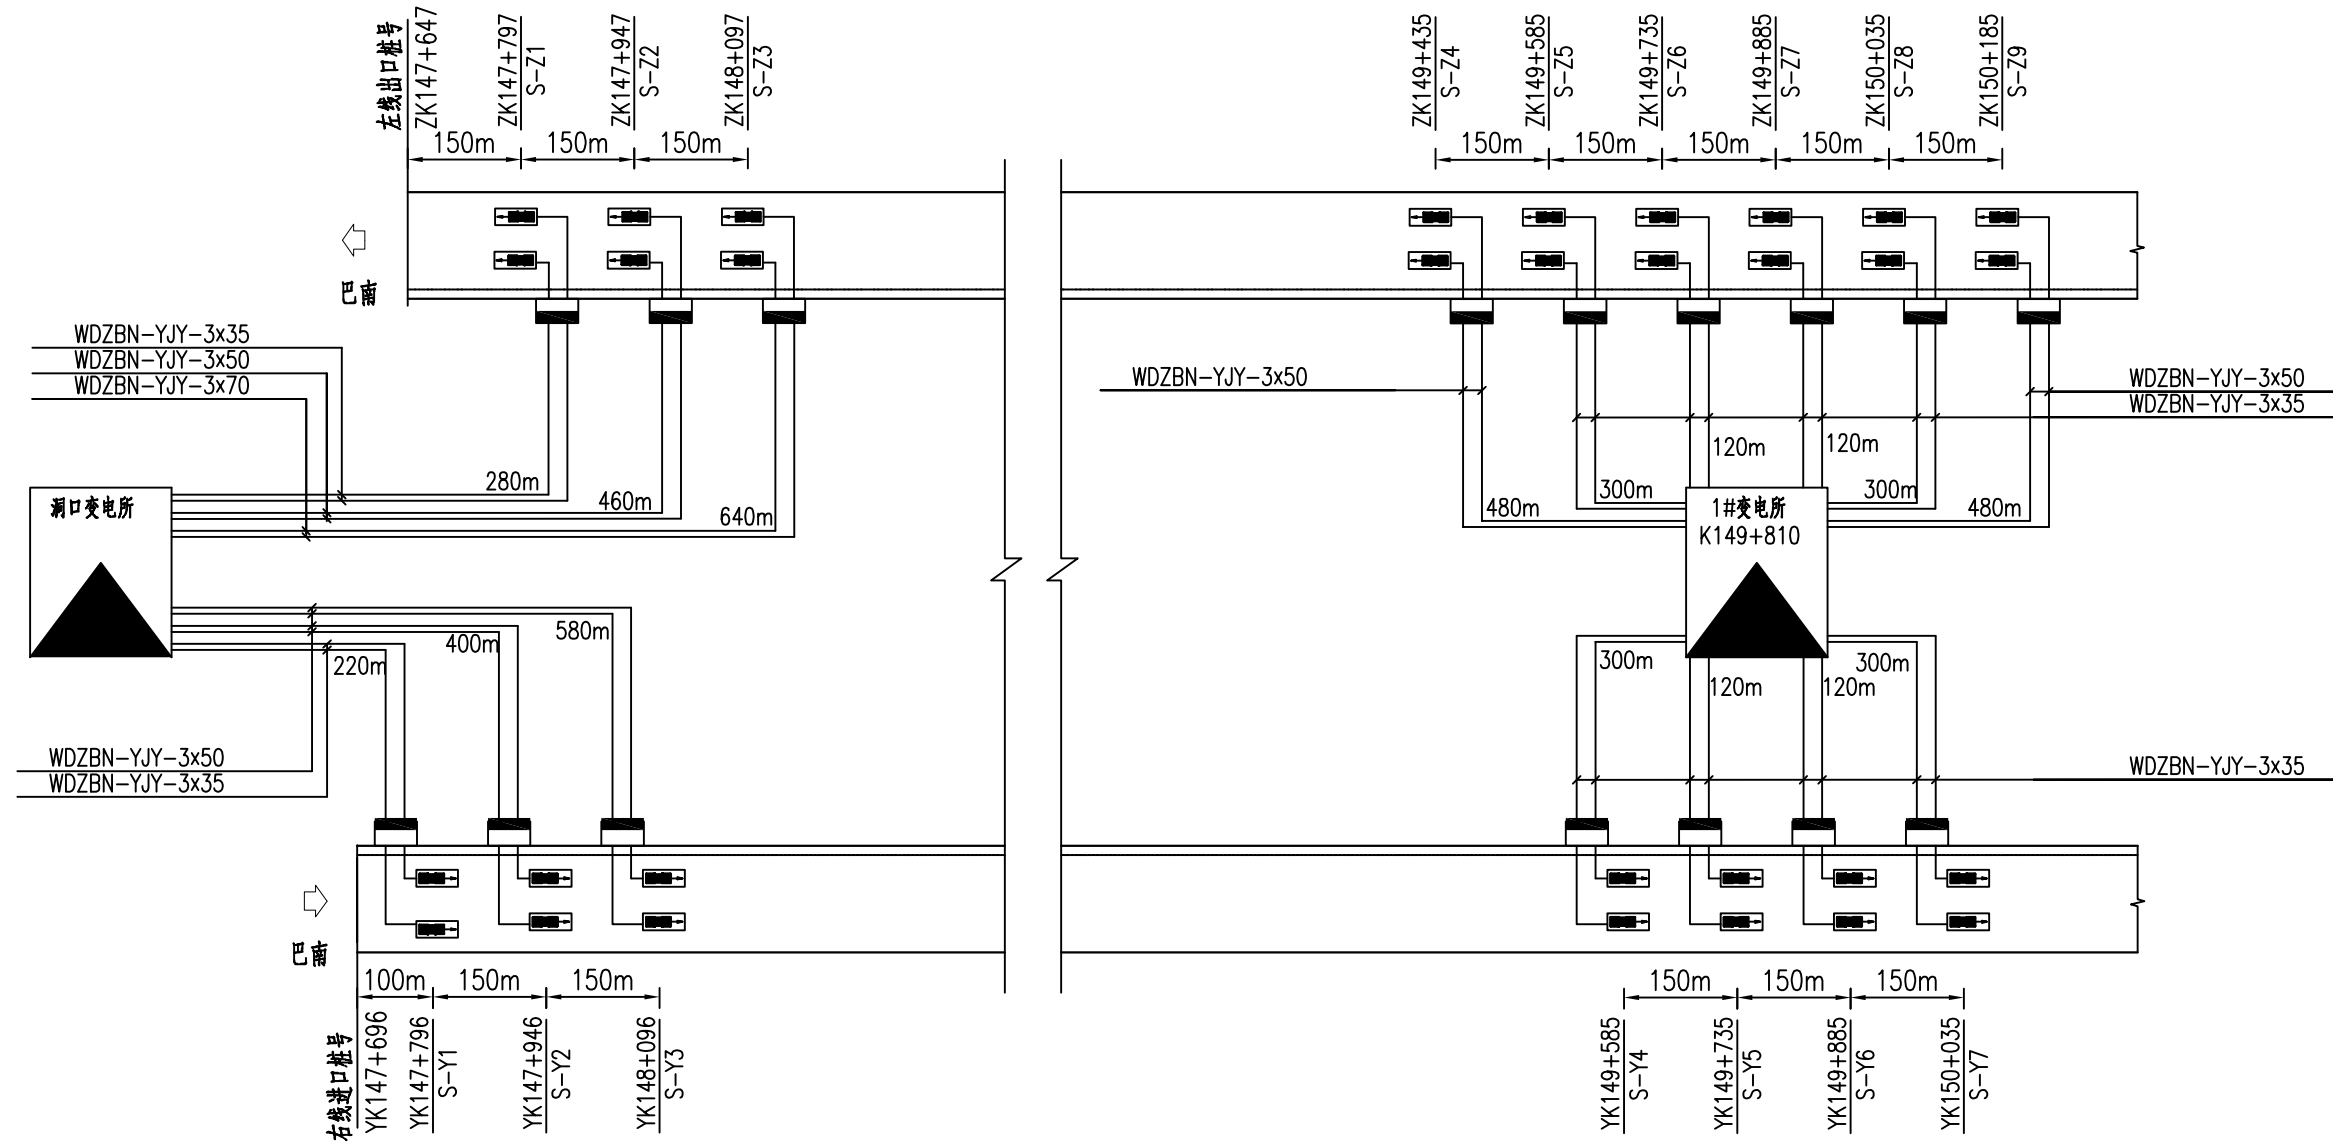 左线出口桩号
ZK147+647
ZK147+797
S-Z1
ZK147+947
S-Z2
ZK148+097
S-Z3
ZK149+435
S-Z4
ZK149+585
S-Z5
ZK149+735
S-Z6
ZK149+885
S-Z7
ZK150+035
S-Z8
ZK150+185
S-Z9
150m
150m
150m
150m
150m
150m
150m
150m
巴南
WDZBN-YJY-3x35
WDZBN-YJY-3x50
WDZBN-YJY-3x70
WDZBN-YJY-3x50
WDZBN-YJY-3x50
WDZBN-YJY-3x35
120m
120m
280m
460m
640m
300m
300m
480m
480m
洞口变电所
1#变电所
K149+810
580m
400m
220m
300m
300m
120m
120m
WDZBN-YJY-3x50
WDZBN-YJY-3x35
WDZBN-YJY-3x35
巴南
100m
150m
150m
150m
150m
150m
右线进口桩号
YK147+696
YK147+796
S-Y1
YK147+946
S-Y2
YK148+096
S-Y3
YK149+585
S-Y4
YK149+735
S-Y5
YK149+885
S-Y6
YK150+035
S-Y7